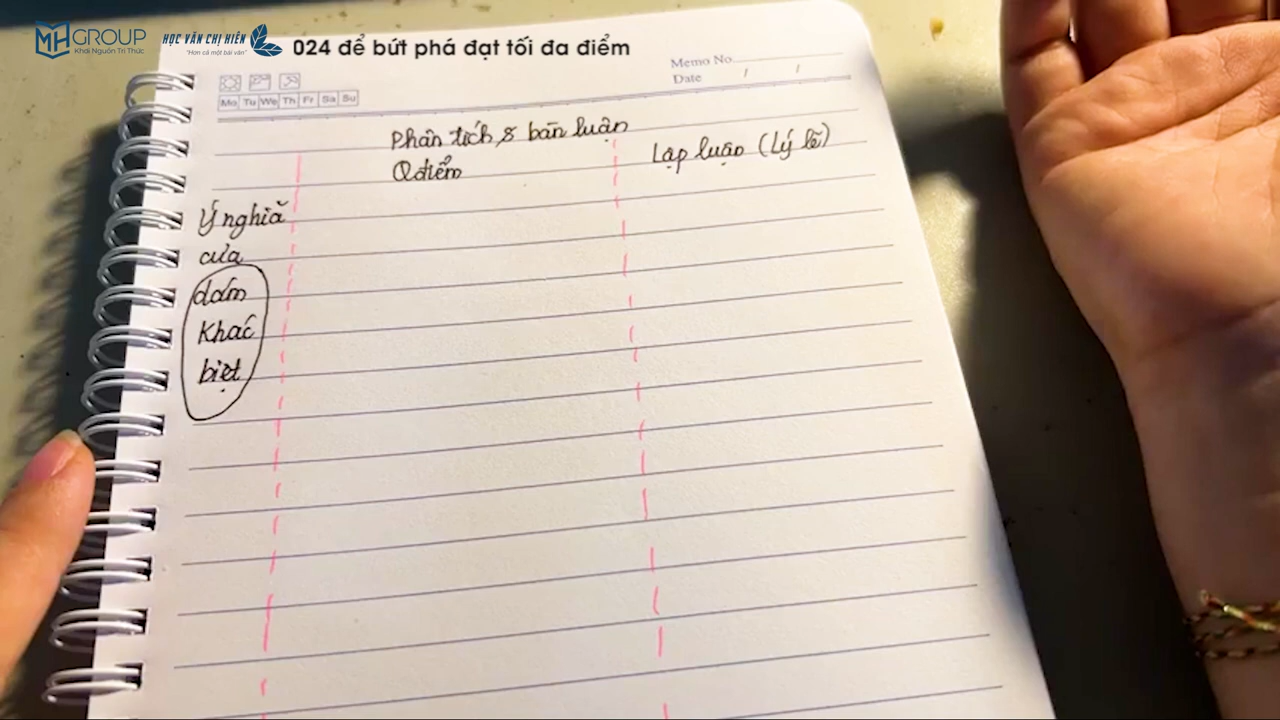 MH GROUP
Khai Nguồn Tri Thức
HỌC VĂN CHỊ HIÊN
"Hơn cả một bài văn"
024 để bứt phá đạt tối đa điểm
Memo No.
Date / /
Mo Tu We Th Fr Sa Su
Phân tích & bàn luận
Qđiểm
Lập luận (Lý lẽ)
Ý nghĩa
của
dám
khác
biệt